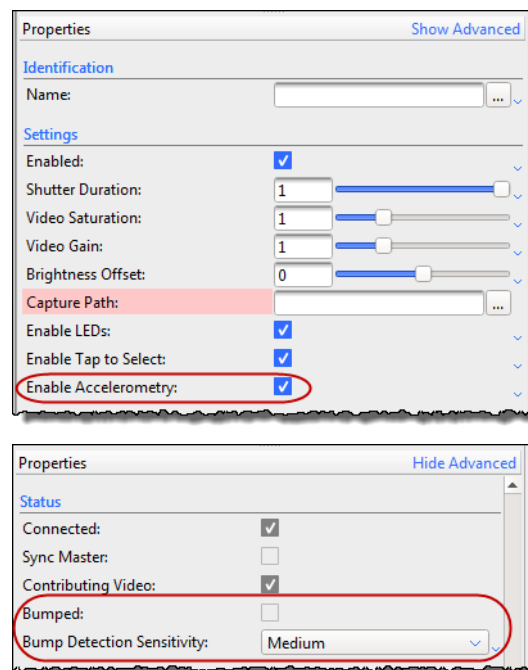 Properties Show Advanced
Identification
Name: ...
Settings
Enabled:
Shutter Duration: 1
Video Saturation: 1
Video Gain: 1
Brightness Offset: 0
Capture Path: ...
Enable LEDs:
Enable Tap to Select:
Enable Accelerometry:
Properties Hide Advanced
Status
Connected:
Sync Master:
Contributing Video:
Bumped:
Bump Detection Sensitivity: Medium